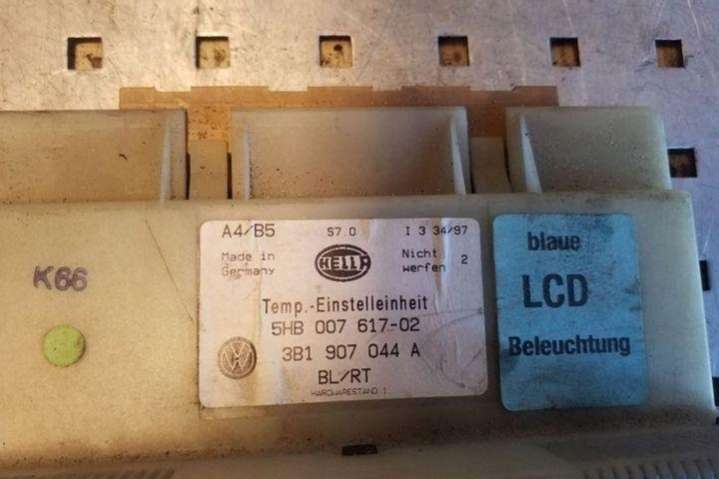 K66
A4/B5 S7.0 I 3 34/97
Made in
Germany
HELLA
Nicht
werfen 2
Temp.-Einstelleinheit
5HB 007 617-02
3B1 907 044 A
BL/RT
HARDWARESTAND 1
blaue
LCD
Beleuchtung